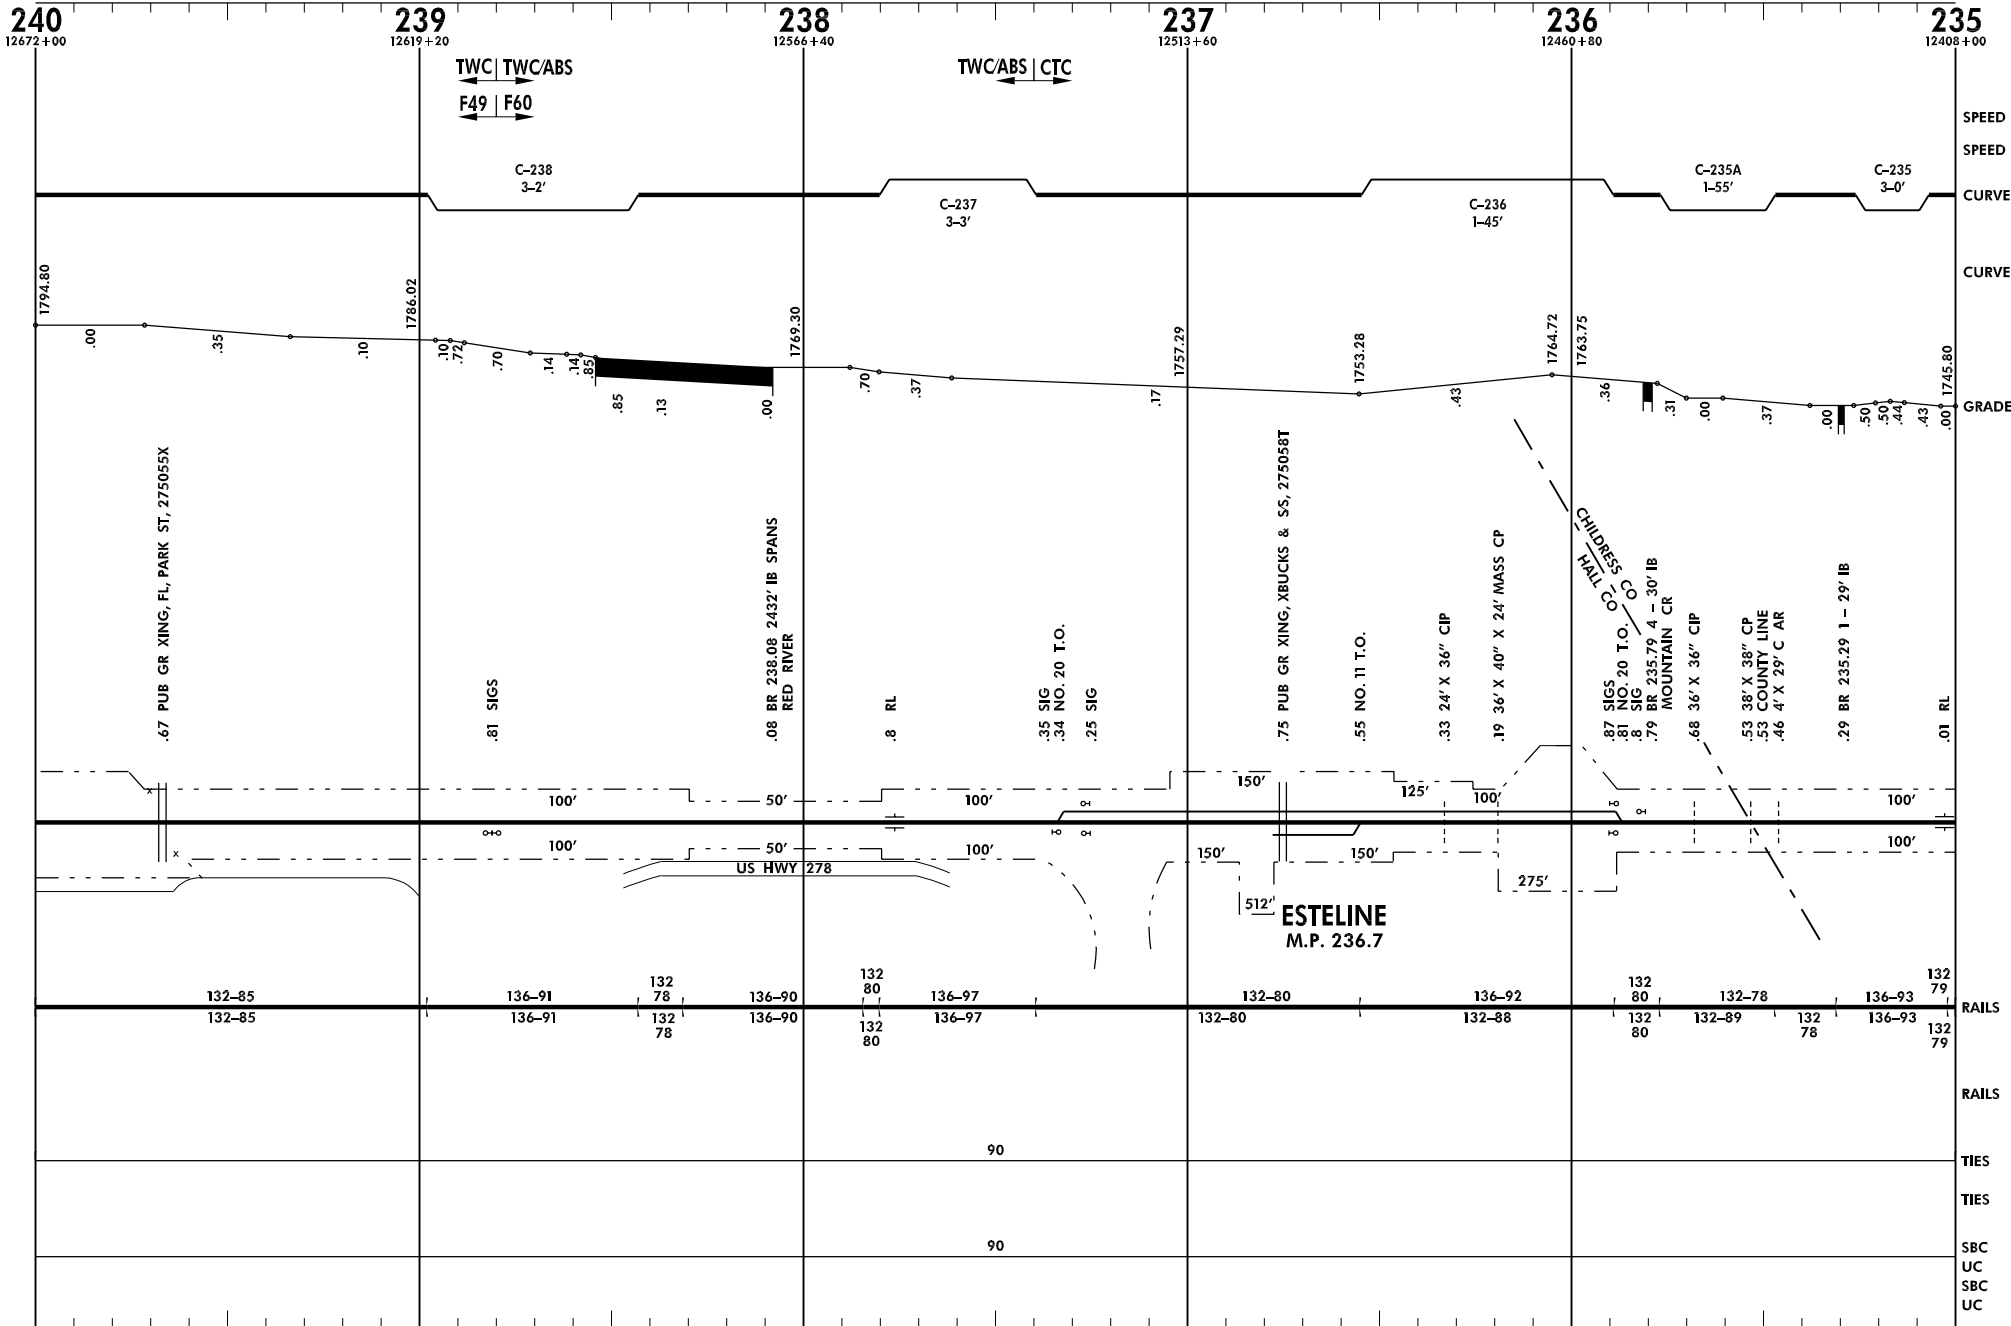 240
239
238
237
236
235
12672+00
12619+20
12566+40
12513+60
12460+80
12408+00
TWC TWC/ABS
TWC/ABS CTC
F49 F60
SPEED
SPEED
C-238
3-2'
C-237
3-3'
C-236
1-45'
C-235A
1-55'
C-235
3-0'
CURVE
CURVE
1794.80
1786.02
1769.30
1757.29
1753.28
1764.72
1763.75
1745.80
.00
.35
.10
.10
.72
.70
.14
.14
.85
.85
.13
.00
.70
.37
.17
.43
.36
.31
.00
.37
.00
.50
.50
.44
.43
.00
GRADE
.67 PUB GR XING, FL, PARK ST, 275055X
.81 SIGS
.08 BR 238.08 2432' IB SPANS
RED RIVER
.8 RL
.35 SIG
.34 NO. 20 T.O.
.25 SIG
.75 PUB GR XING, XBUCKS & S/S, 275058T
.55 NO. 11 T.O.
.33 24' X 36" CIP
.19 36' X 40" X 24' MASS CP
CHILDRESS CO
HALL CO
.87 SIGS
.81 NO. 20 T.O.
.8 SIG
.79 BR 235.79 4 - 30' IB
MOUNTAIN CR
.68 36' X 36" CIP
.53 38' X 38" CP
.53 COUNTY LINE
.46 4' X 29' C AR
.29 BR 235.29 1 - 29' IB
.01 RL
100'
50'
100'
150'
125'
100'
100'
X
X
100'
50'
100'
150'
150'
100'
US HWY 278
512'
275'
ESTELINE
M.P. 236.7
132-85
136-91
132
78
136-90
132
80
136-97
132-80
136-92
132
80
132-78
136-93
132
79
RAILS
132-85
136-91
132
78
136-90
132
80
136-97
132-80
132-88
132
80
132-89
132
78
136-93
132
79
RAILS
90
TIES
TIES
90
SBC
UC
SBC
UC